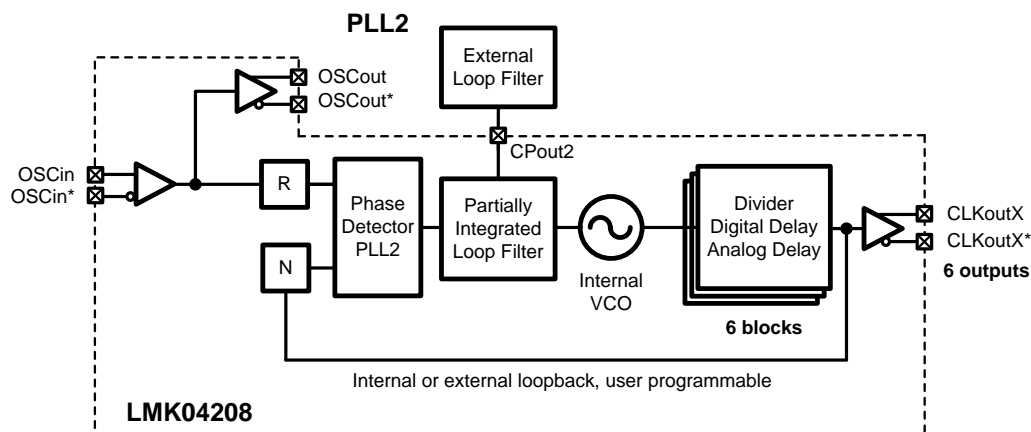 PLL2
External
Loop Filter
OSCout
OSCout*
CPout2
OSCin
OSCin*
R
N
Phase
Detector
PLL2
Partially
Integrated
Loop Filter
Internal
VCO
Divider
Digital Delay
Analog Delay
6 blocks
CLKoutX
CLKoutX*
6 outputs
Internal or external loopback, user programmable
LMK04208